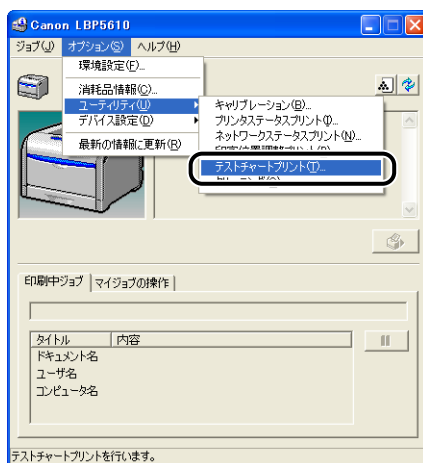 Canon LBP5610
ジョブ(J) オプション(S) ヘルプ(H)
環境設定(F)...
消耗品情報(C)...
ユーティリティ(U)
デバイス設定(D)
最新の情報に更新(R)
キャリブレーション(B)...
プリンタステータスプリント(I)...
ネットワークステータスプリント(N)...
テストチャートプリント(T)...
印刷中ジョブ マイジョブの操作
タイトル 内容
ドキュメント名
ユーザ名
コンピュータ名
テストチャートプリントを行います。